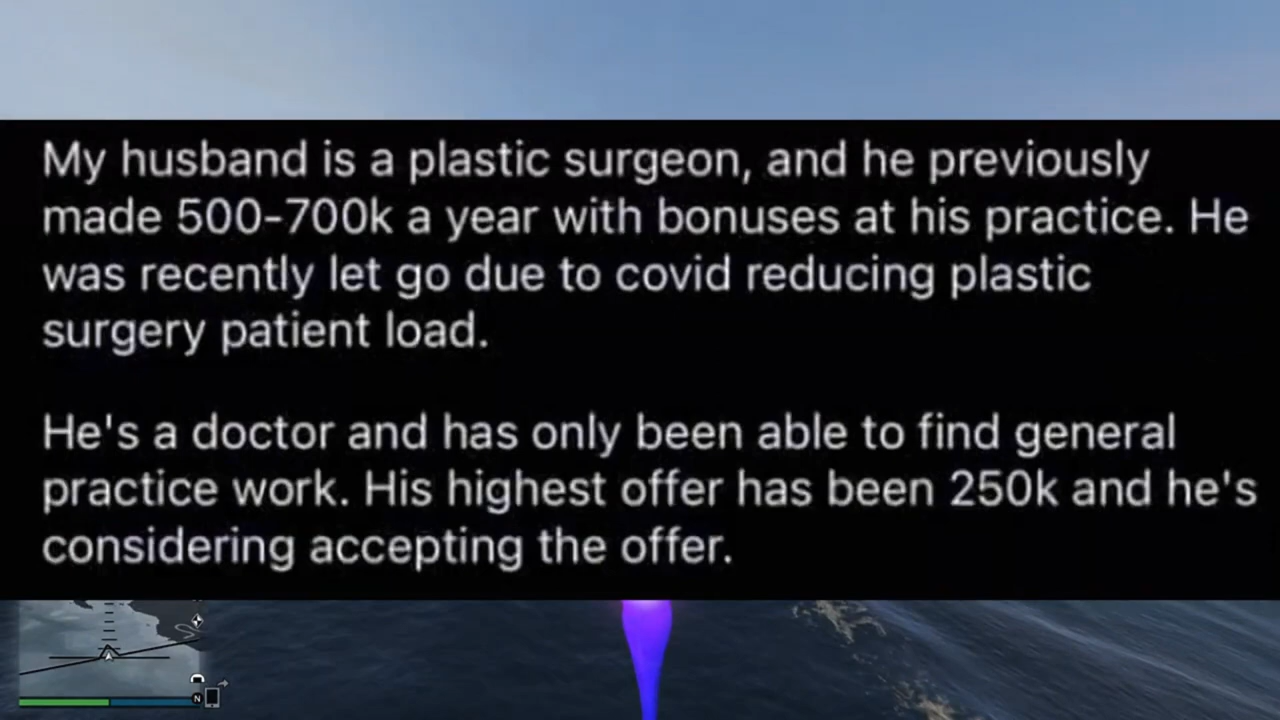 My husband is a plastic surgeon, and he previously
made 500-700k a year with bonuses at his practice. He
was recently let go due to covid reducing plastic
surgery patient load.
He's a doctor and has only been able to find general
practice work. His highest offer has been 250k and he's
considering accepting the offer.
N